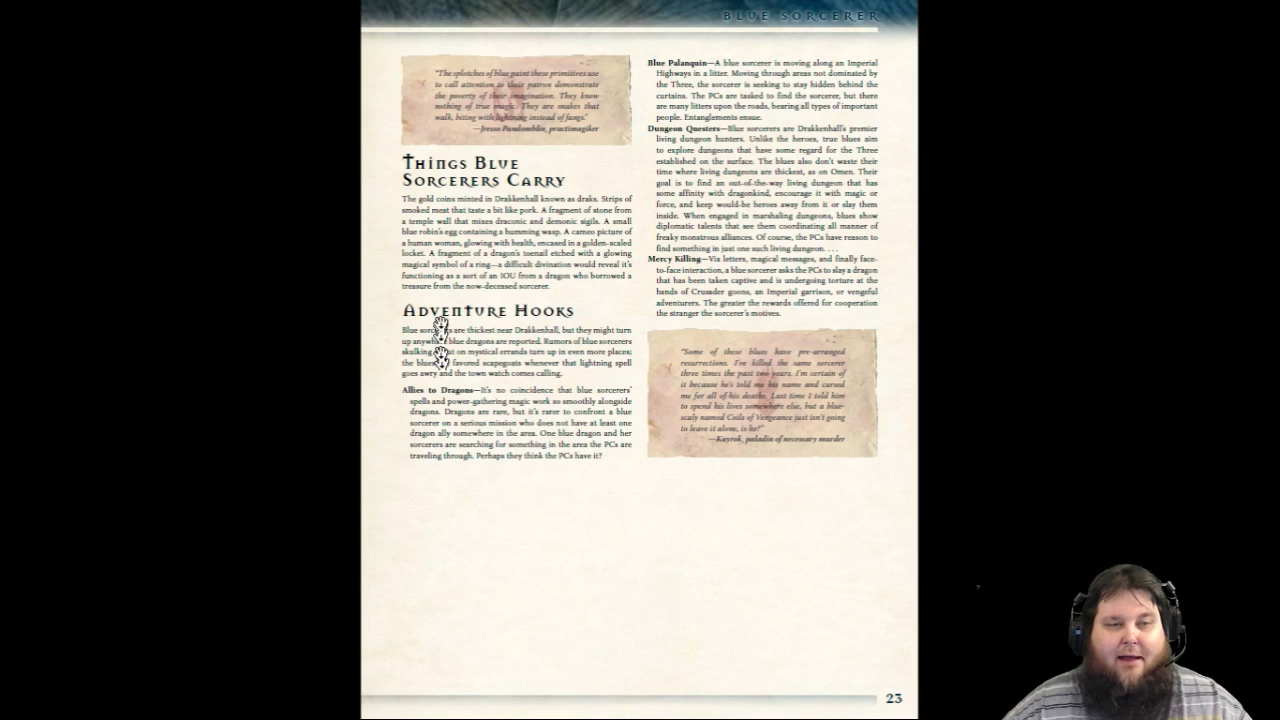 BLUE SORCERER
"The splotches of blue paint these primitives use
to call attention to their patron demonstrate
the poverty of their imagination. They know
nothing of true magic. They are snakes that
walk, biting with lightning instead of fangs."
—Jresso Pundomblin, practimagiker
Things Blue
Sorcerers Carry
The gold coins minted in Drakkenhall known as draks. Strips of
smoked meat that taste a bit like pork. A fragment of stone from
a temple wall that mixes draconic and demonic sigils. A small
blue robin's egg containing a humming wasp. A cameo picture of
a human woman, glowing with health, encased in a golden-scaled
locket. A fragment of a dragon's toenail etched with a glowing
magical symbol of a ring—a difficult divination would reveal it's
functioning as a sort of an IOU from a dragon who borrowed a
treasure from the now-deceased sorcerer.
Adventure Hooks
Blue sorcerers are thickest near Drakkenhall, but they might turn
up anywhere blue dragons are reported. Rumors of blue sorcerers
skulking about on mystical errands turn up in even more places;
the blues favored scapegoats whenever that lightning spell
goes awry and the town watch comes calling.
Allies to Dragons—It's no coincidence that blue sorcerers'
spells and power-gathering magic work so smoothly alongside
dragons. Dragons are rare, but it's rarer to confront a blue
sorcerer on a serious mission who does not have at least one
dragon ally somewhere in the area. One blue dragon and her
sorcerers are searching for something in the area the PCs are
traveling through. Perhaps they think the PCs have it?
Blue Palanquin—A blue sorcerer is moving along an Imperial
Highways in a litter. Moving through areas not dominated by
the Three, the sorcerer is seeking to stay hidden behind the
curtains. The PCs are tasked to find the sorcerer, but there
are many litters upon the roads, bearing all types of important
people. Entanglements ensue.
Dungeon Questers—Blue sorcerers are Drakkenhall's premier
living dungeon hunters. Unlike the heroes, true blues aim
to explore dungeons that have some regard for the Three
established on the surface. The blues also don't waste their
time where living dungeons are thickest, as on Omen. Their
goal is to find an out-of-the-way living dungeon that has
some affinity with dragonkind, encourage it with magic or
force, and keep would-be heroes away from it or slay them
inside. When engaged in marshaling dungeons, blues show
diplomatic talents that see them coordinating all manner of
freaky monstrous alliances. Of course, the PCs have reason to
find something in just one such living dungeon. . . .
Mercy Killing—Via letters, magical messages, and finally face-
to-face interaction, a blue sorcerer asks the PCs to slay a dragon
that has been taken captive and is undergoing torture at the
hands of Crusader goons, an Imperial garrison, or vengeful
adventurers. The greater the rewards offered for cooperation
the stranger the sorcerer's motives.
"Some of these blues have pre-arranged
resurrections. I've killed the same sorcerer
three times the past two years. I'm certain of
it because he's told me his name and cursed
me for all of his deaths. Last time I told him
to spend his lives somewhere else, but a blue-
scaly named Coils of Vengeance just isn't going
to leave it alone, is he?"
—Kayrok, paladin of necessary murder
23